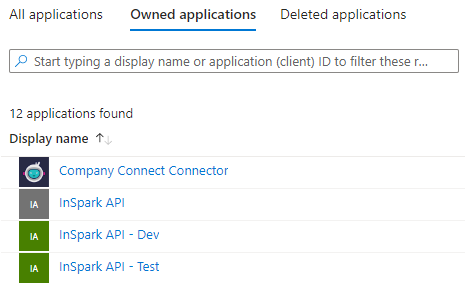 All applications Owned applications Deleted applications
Start typing a display name or application (client) ID to filter these r...
12 applications found
Display name ↑↓
Company Connect Connector
IA InSpark API
IA InSpark API - Dev
IA InSpark API - Test